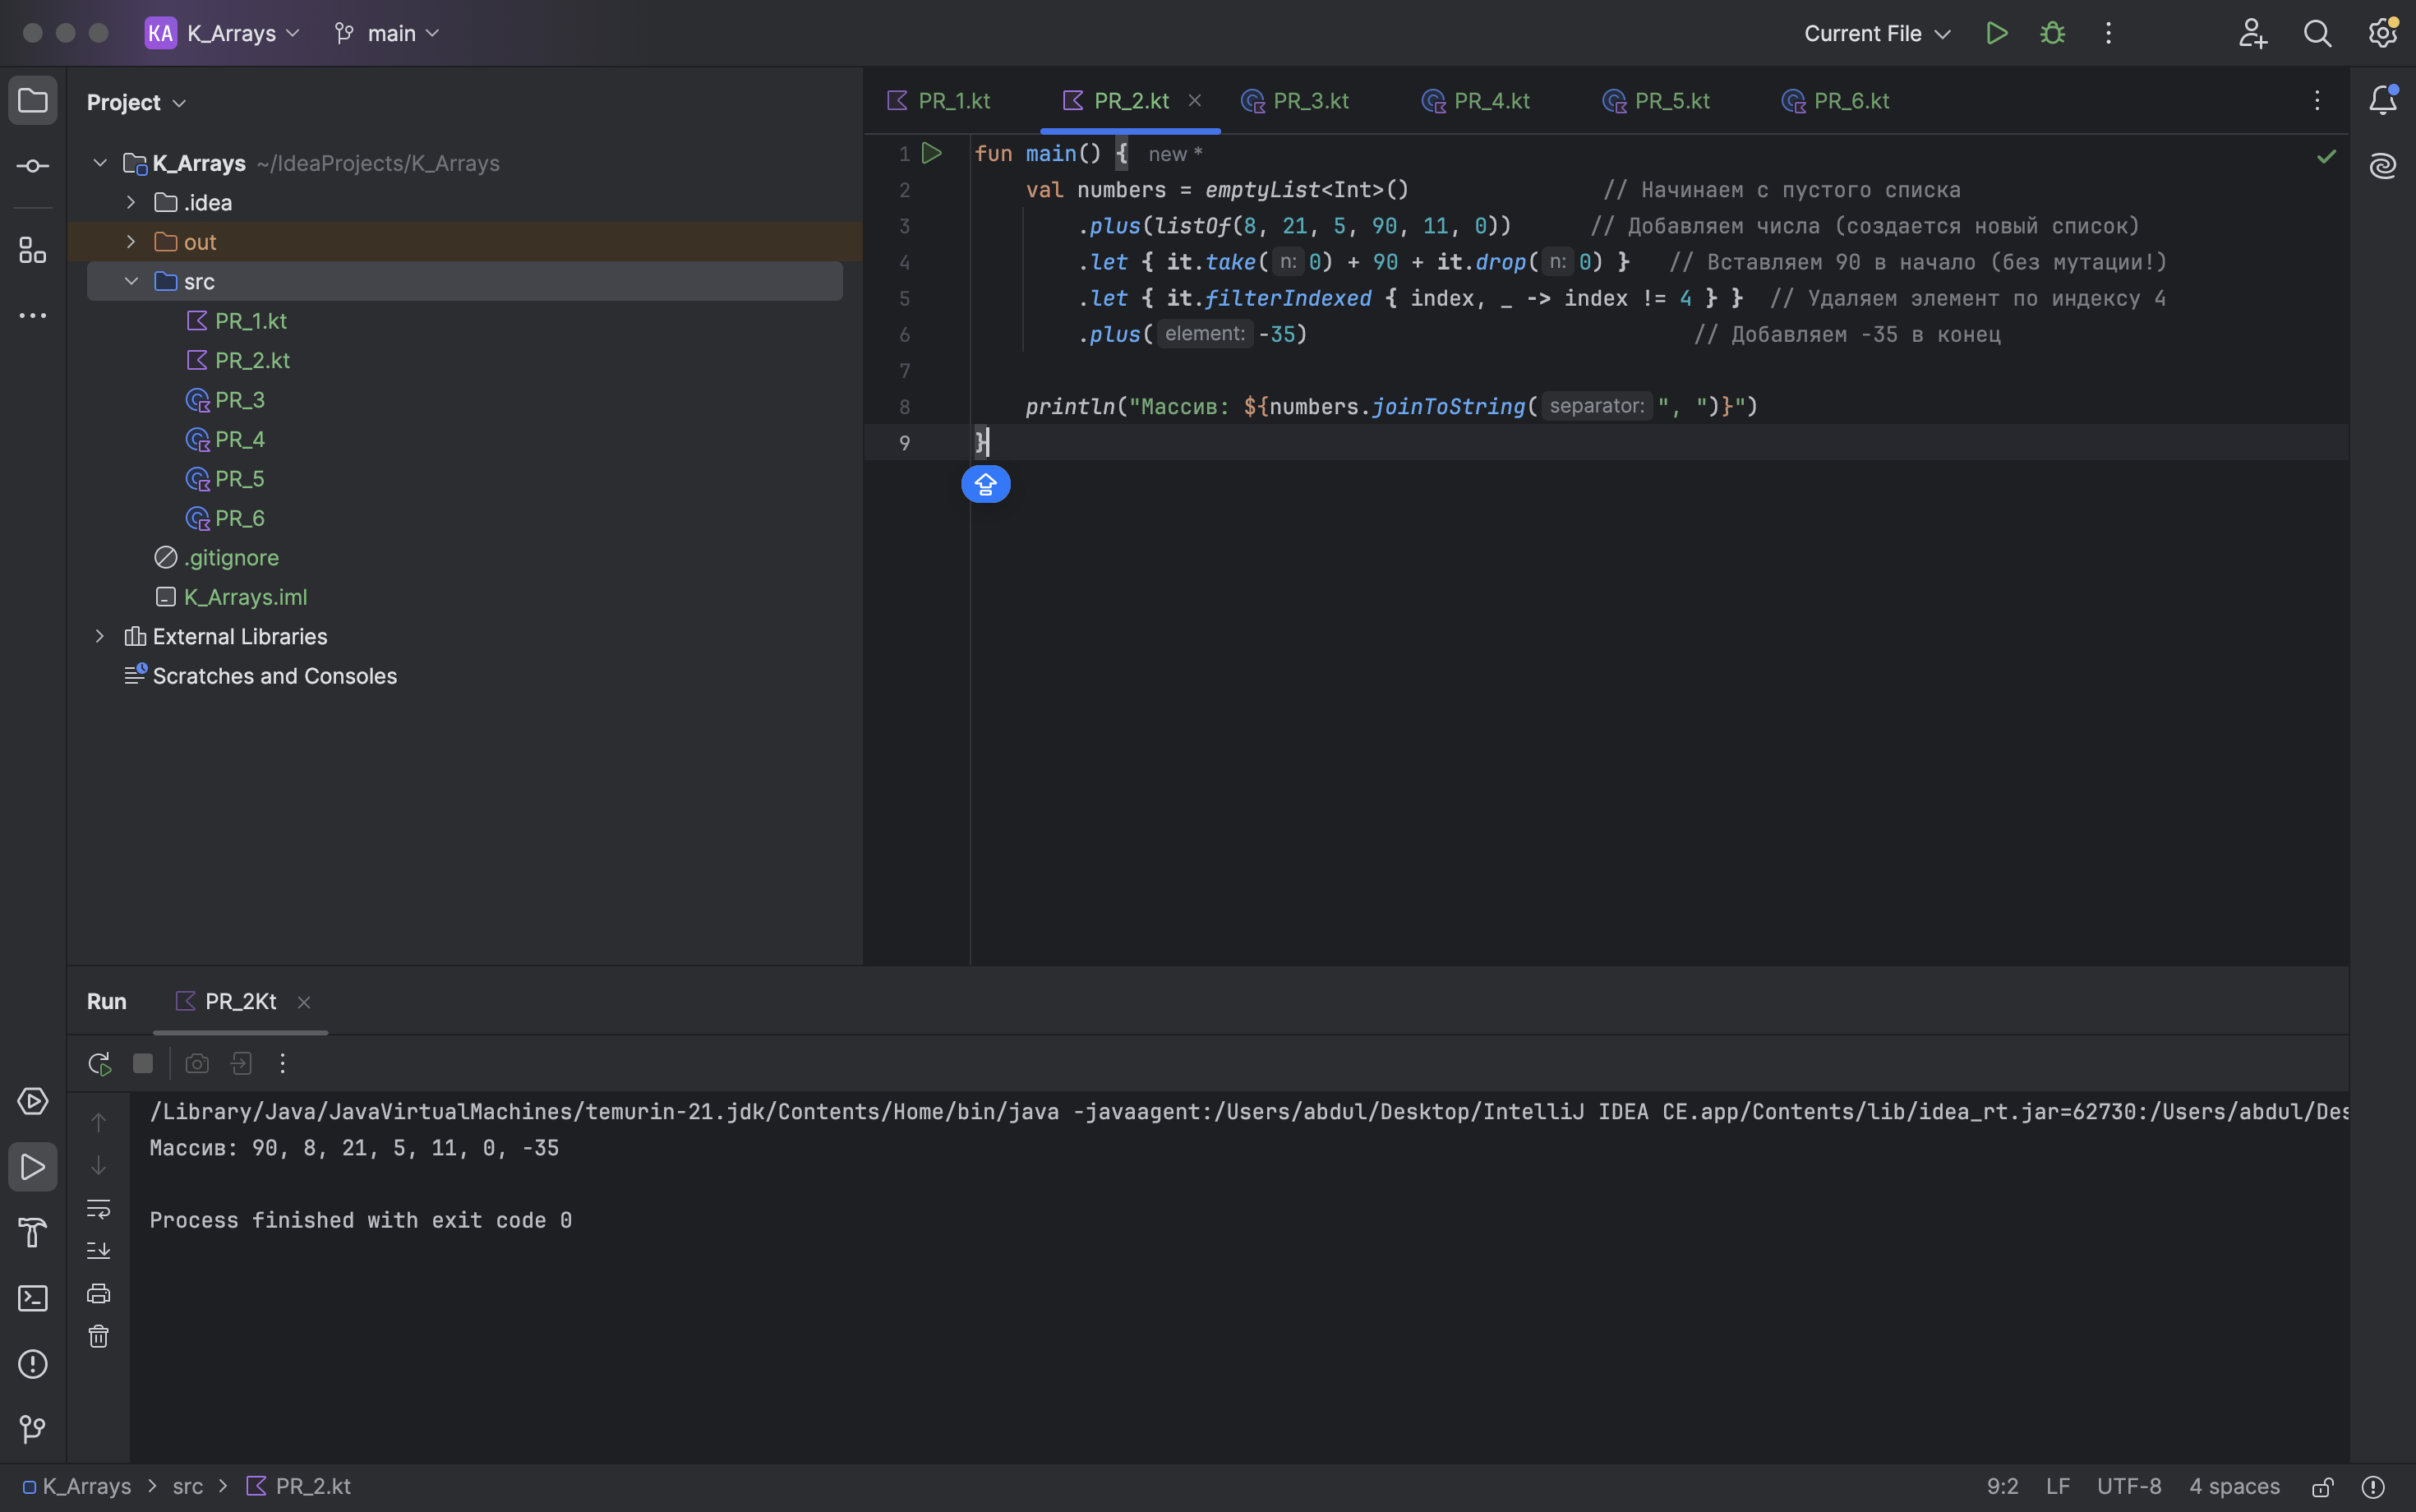 KA K_Arrays main Current File
Project
PR_1.kt PR_2.kt PR_3.kt PR_4.kt PR_5.kt PR_6.kt
K_Arrays ~/IdeaProjects/K_Arrays
.idea
out
src
PR_1.kt
PR_2.kt
PR_3
PR_4
PR_5
PR_6
.gitignore
K_Arrays.iml
External Libraries
Scratches and Consoles
1 fun main() { new *
2 val numbers = emptyList<Int>() // Начинаем с пустого списка
3 .plus(listOf(8, 21, 5, 90, 11, 0)) // Добавляем числа (создается новый список)
4 .let { it.take( n: 0) + 90 + it.drop( n: 0) } // Вставляем 90 в начало (без мутации!)
5 .let { it.filterIndexed { index, _ -> index != 4 } } // Удаляем элемент по индексу 4
6 .plus( element: -35) // Добавляем -35 в конец
7
8 println("Массив: ${numbers.joinToString( separator: ", ")}")
9 }
Run PR_2Kt
/Library/Java/JavaVirtualMachines/temurin-21.jdk/Contents/Home/bin/java -javaagent:/Users/abdul/Desktop/IntelliJ IDEA CE.app/Contents/lib/idea_rt.jar=62730:/Users/abdul/Des
Массив: 90, 8, 21, 5, 11, 0, -35
Process finished with exit code 0
K_Arrays > src > PR_2.kt 9:2 LF UTF-8 4 spaces